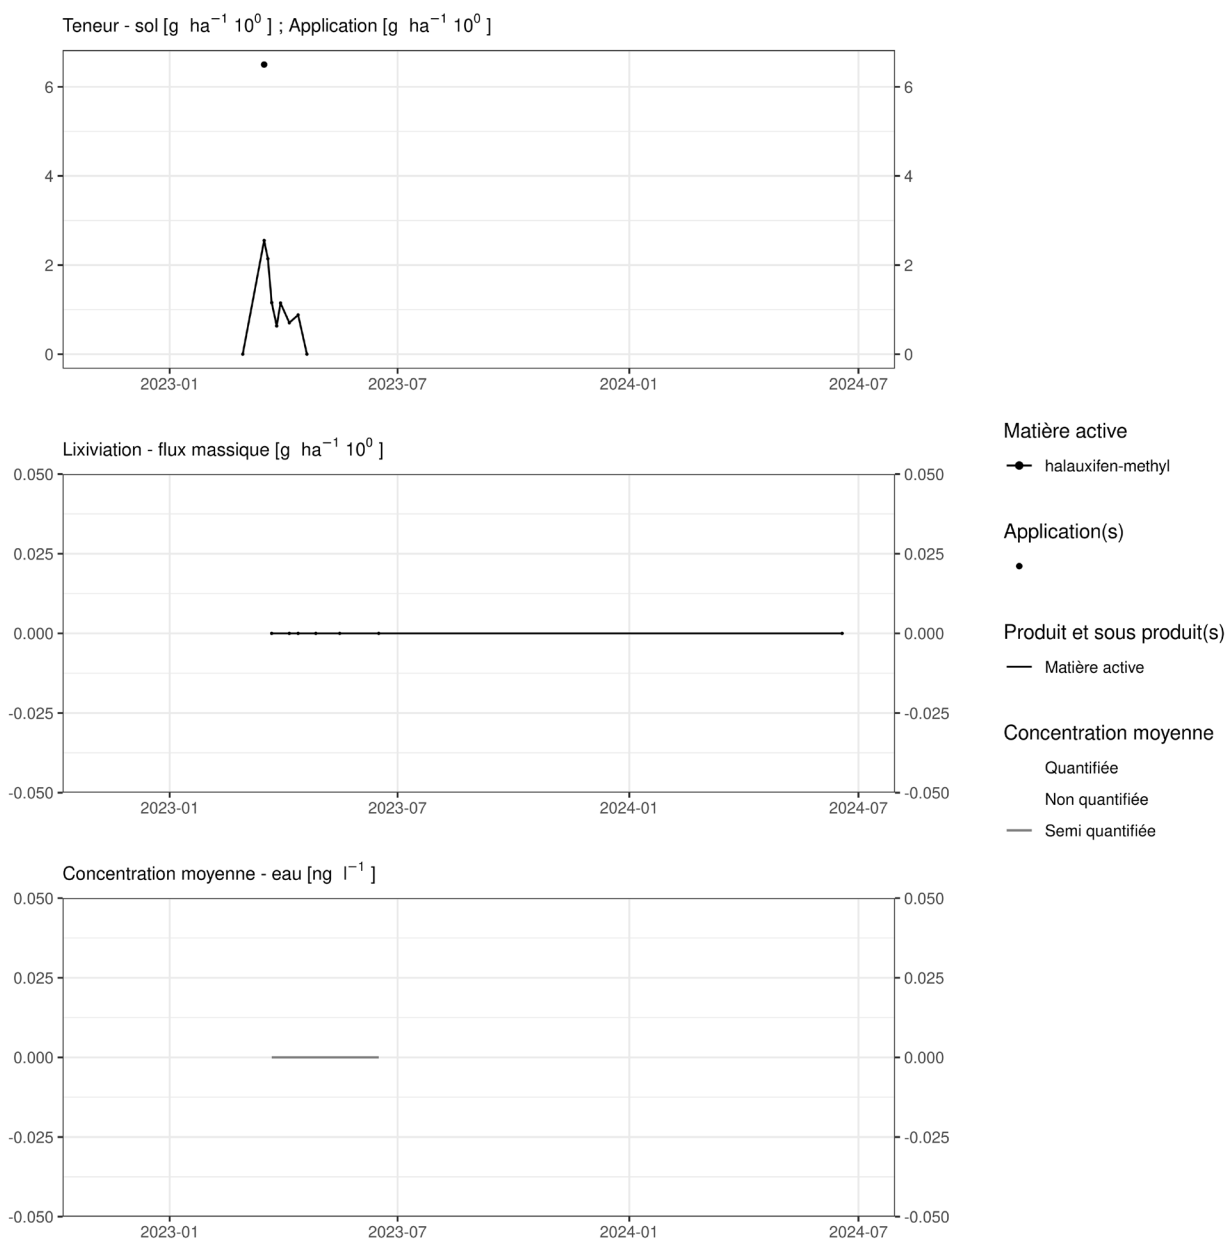 Teneur - sol [g ha−1 100 ] ; Application [g ha−1 100 ]
6 6
4 4
2 2
0 0
2023-01 2023-07 2024-01 2024-07
Lixiviation - flux massique [g ha−1 100 ]
0.050 0.050
0.025 0.025
0.000 0.000
-0.025 -0.025
-0.050 -0.050
2023-01 2023-07 2024-01 2024-07
Concentration moyenne - eau [ng l−1 ]
0.050 0.050
0.025 0.025
0.000 0.000
-0.025 -0.025
-0.050 -0.050
2023-01 2023-07 2024-01 2024-07
Matière active
halauxifen-methyl
Application(s)
Produit et sous produit(s)
Matière active
Concentration moyenne
Quantifiée
Non quantifiée
Semi quantifiée